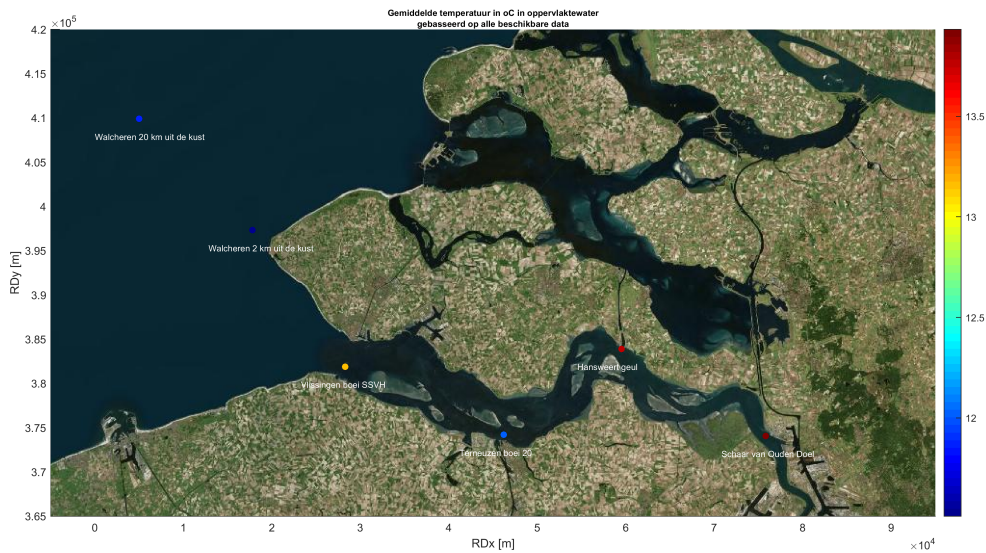 Gemiddelde temperatuur in oC in oppervlaktewater
gebasseerd op alle beschikbare data
×10⁵
4.2
4.15
4.1
4.05
4
3.95
3.9
3.85
3.8
3.75
3.7
3.65
RDy [m]
Walcheren 20 km uit de kust
Walcheren 2 km uit de kust
Vlissingen boei SSVH
Hansweert geul
Terneuzen boei 20
Schaar van Ouden Doel
13.5
13
12.5
12
0 1 2 3 4 5 6 7 8 9
RDx [m]
×10⁴